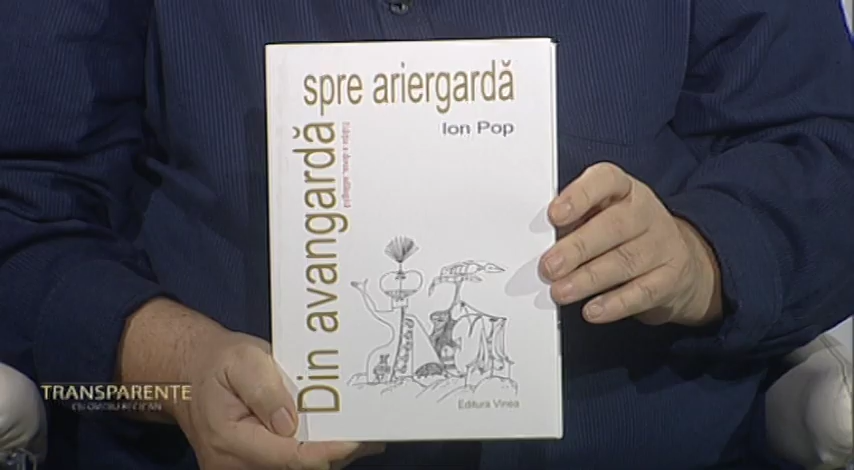 Din avangardă
spre ariergardă
Ion Pop
Editura Vinea
TRANSPARENTE